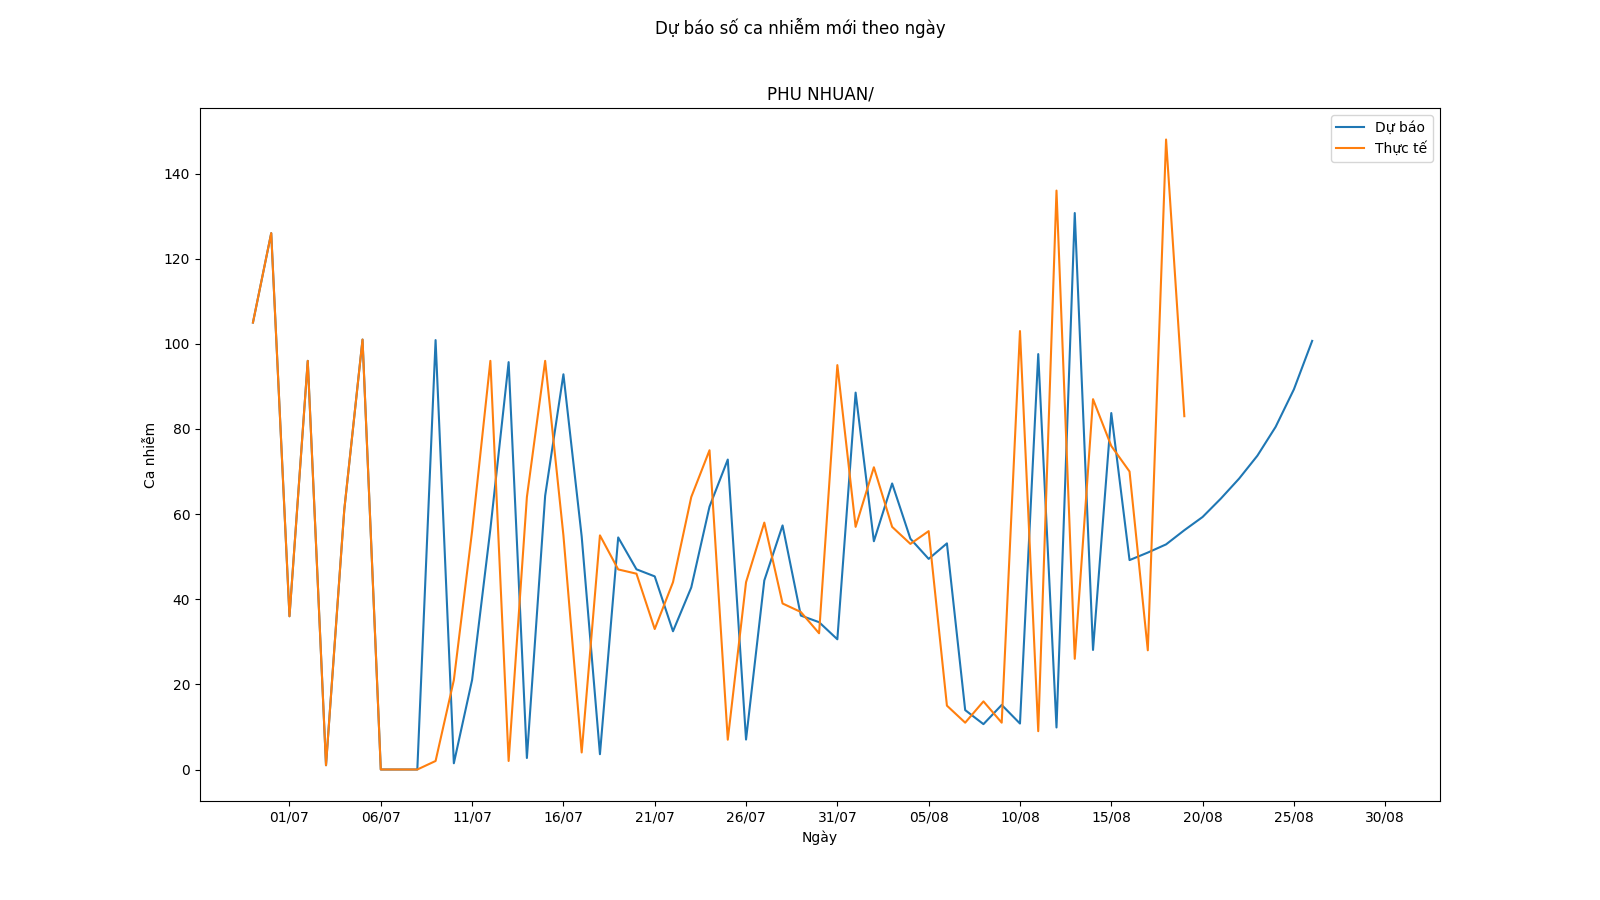 Dự báo số ca nhiễm mới theo ngày
PHU NHUAN/
Dự báo
Thực tế
140
120
100
80
60
40
20
0
Ca nhiễm
01/07 06/07 11/07 16/07 21/07 26/07 31/07 05/08 10/08 15/08 20/08 25/08 30/08
Ngày